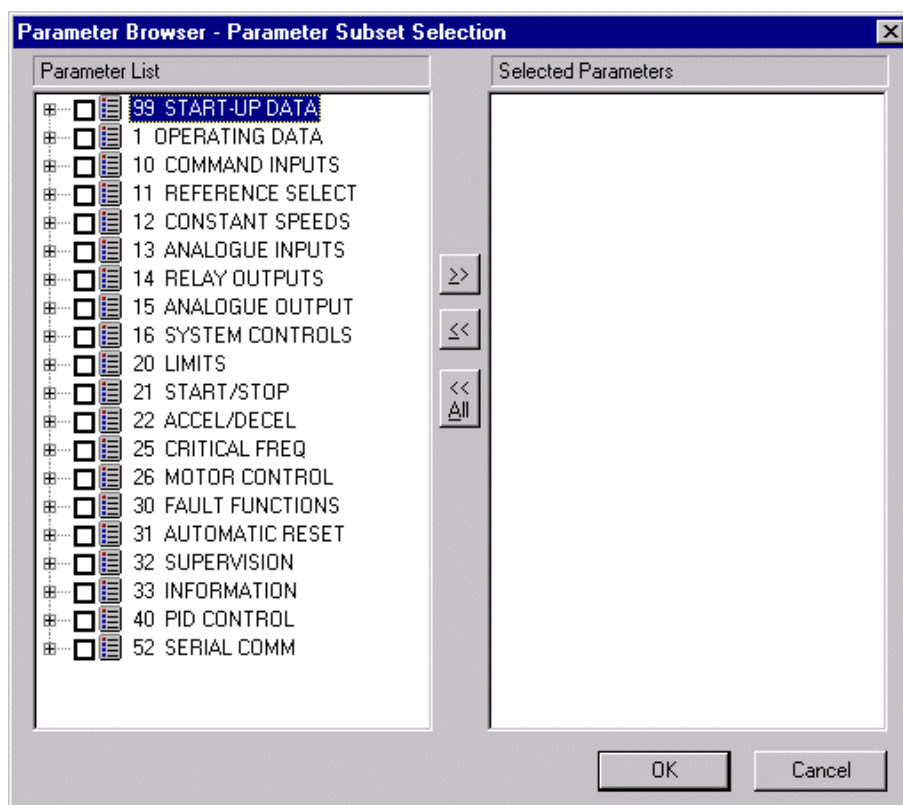 Parameter Browser - Parameter Subset Selection
Parameter List
99 START-UP DATA
1 OPERATING DATA
10 COMMAND INPUTS
11 REFERENCE SELECT
12 CONSTANT SPEEDS
13 ANALOGUE INPUTS
14 RELAY OUTPUTS
15 ANALOGUE OUTPUT
16 SYSTEM CONTROLS
20 LIMITS
21 START/STOP
22 ACCEL/DECEL
25 CRITICAL FREQ
26 MOTOR CONTROL
30 FAULT FUNCTIONS
31 AUTOMATIC RESET
32 SUPERVISION
33 INFORMATION
40 PID CONTROL
52 SERIAL COMM
>>
<<
<<
All
Selected Parameters
OK
Cancel